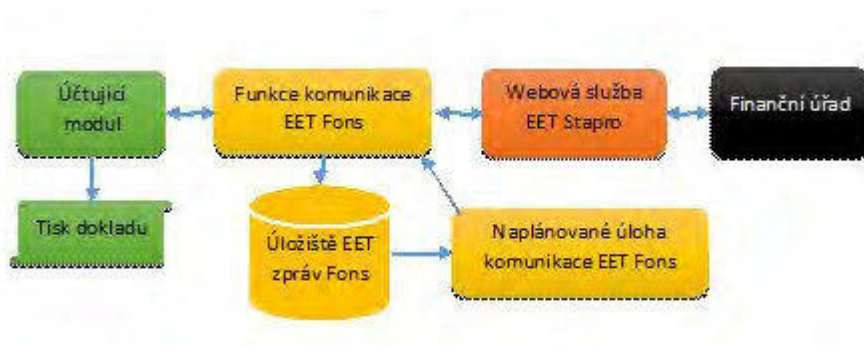 Účtující
modul
Funkce komunikace
EET Fons
Webová služba
EET Stapro
Finanční úřad
Tisk dokladu
Úložiště EET
zpráv Fons
Naplánované úloha
komunikace EET Fons